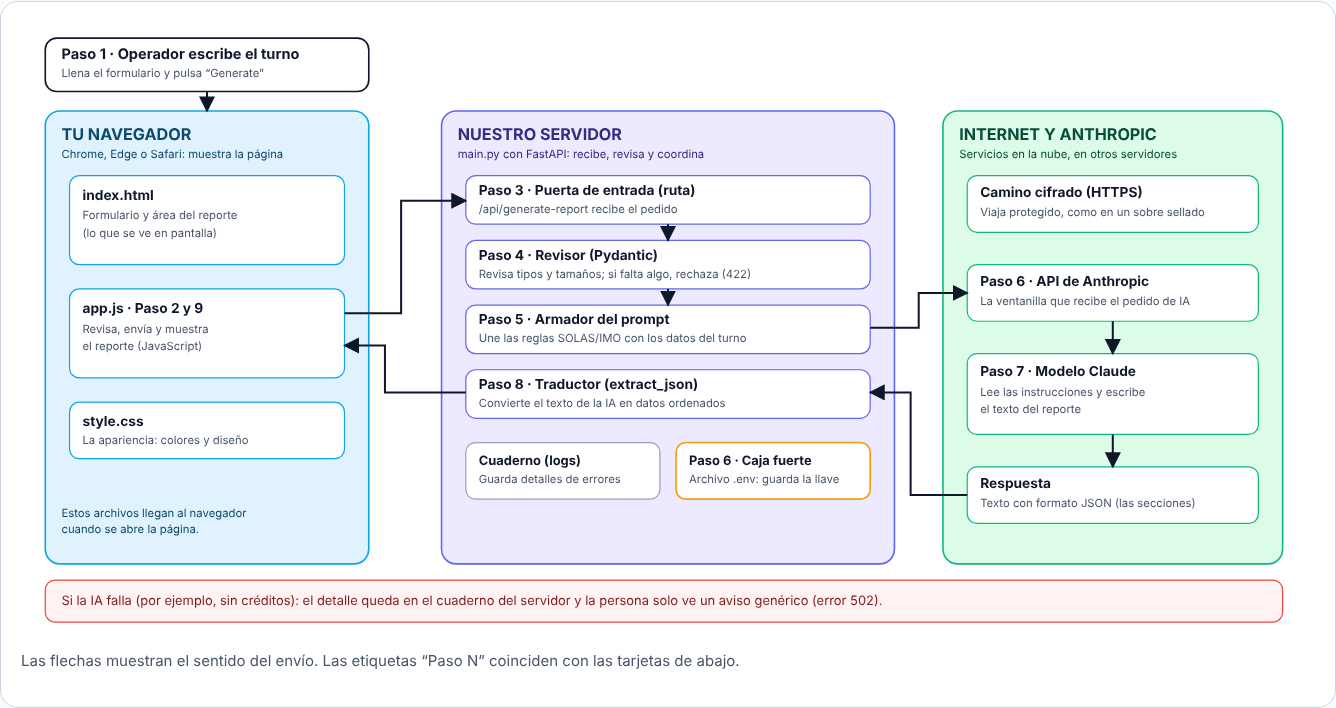 Paso 1 · Operador escribe el turno
Llena el formulario y pulsa “Generate”
TU NAVEGADOR
Chrome, Edge o Safari: muestra la página
index.html
Formulario y área del reporte
(lo que se ve en pantalla)
app.js · Paso 2 y 9
Revisa, envía y muestra
el reporte (JavaScript)
style.css
La apariencia: colores y diseño
Estos archivos llegan al navegador
cuando se abre la página.
NUESTRO SERVIDOR
main.py con FastAPI: recibe, revisa y coordina
Paso 3 · Puerta de entrada (ruta)
/api/generate-report recibe el pedido
Paso 4 · Revisor (Pydantic)
Revisa tipos y tamaños; si falta algo, rechaza (422)
Paso 5 · Armador del prompt
Une las reglas SOLAS/IMO con los datos del turno
Paso 8 · Traductor (extract_json)
Convierte el texto de la IA en datos ordenados
Cuaderno (logs)
Guarda detalles de errores
Paso 6 · Caja fuerte
Archivo .env: guarda la llave
INTERNET Y ANTHROPIC
Servicios en la nube, en otros servidores
Camino cifrado (HTTPS)
Viaja protegido, como en un sobre sellado
Paso 6 · API de Anthropic
La ventanilla que recibe el pedido de IA
Paso 7 · Modelo Claude
Lee las instrucciones y escribe
el texto del reporte
Respuesta
Texto con formato JSON (las secciones)
Si la IA falla (por ejemplo, sin créditos): el detalle queda en el cuaderno del servidor y la persona solo ve un aviso genérico (error 502).
Las flechas muestran el sentido del envío. Las etiquetas “Paso N” coinciden con las tarjetas de abajo.